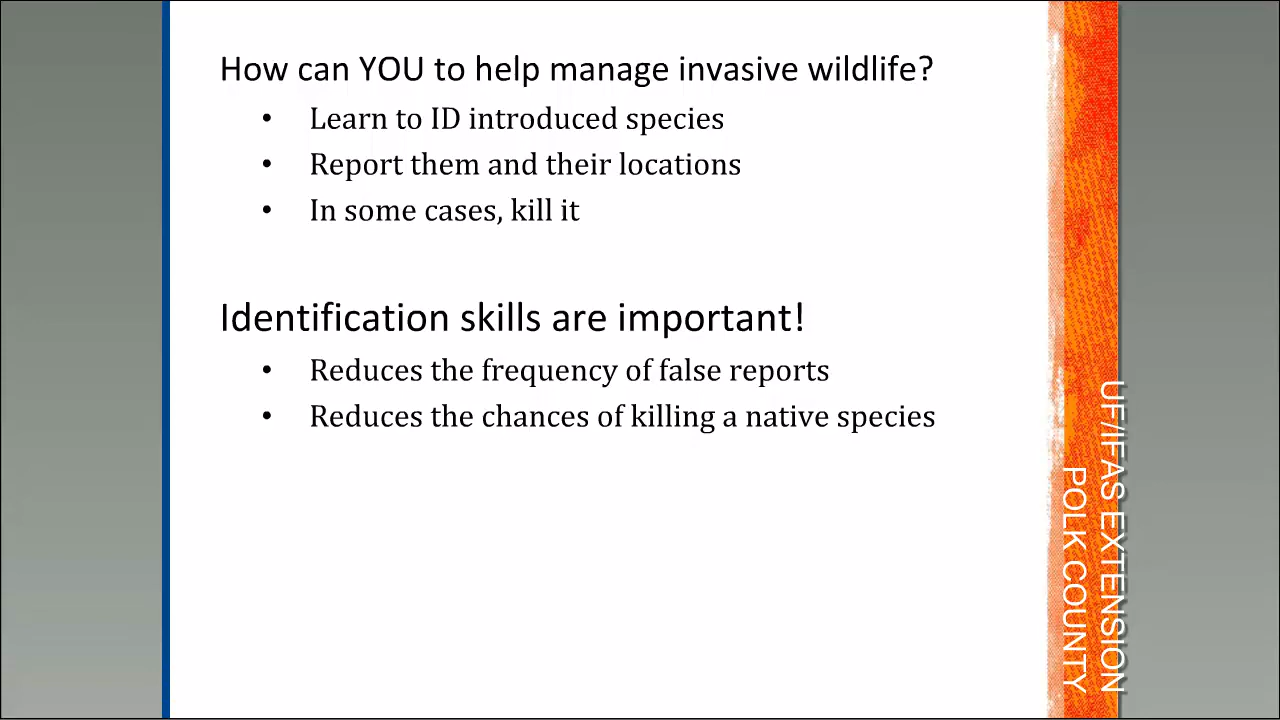 How can YOU to help manage invasive wildlife?
• Learn to ID introduced species
• Report them and their locations
• In some cases, kill it
Identification skills are important!
• Reduces the frequency of false reports
• Reduces the chances of killing a native species
UF/IFAS EXTENSION
POLK COUNTY